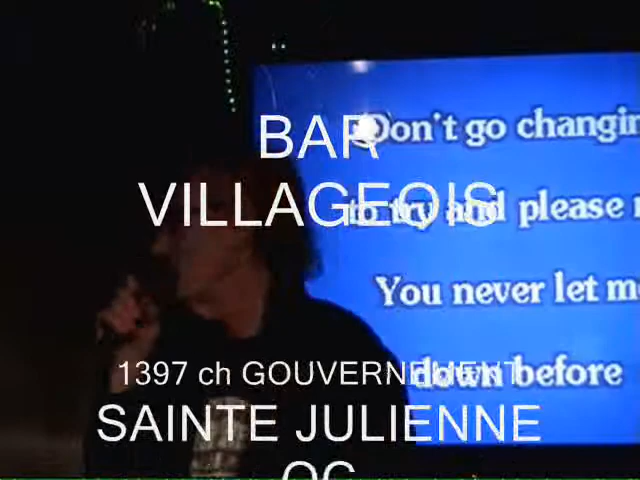 BAR
VILLAGEOIS
1397 ch GOUVERNEMENT
SAINTE JULIENNE
QC
Don't go changin
to try and please
You never let m
down before